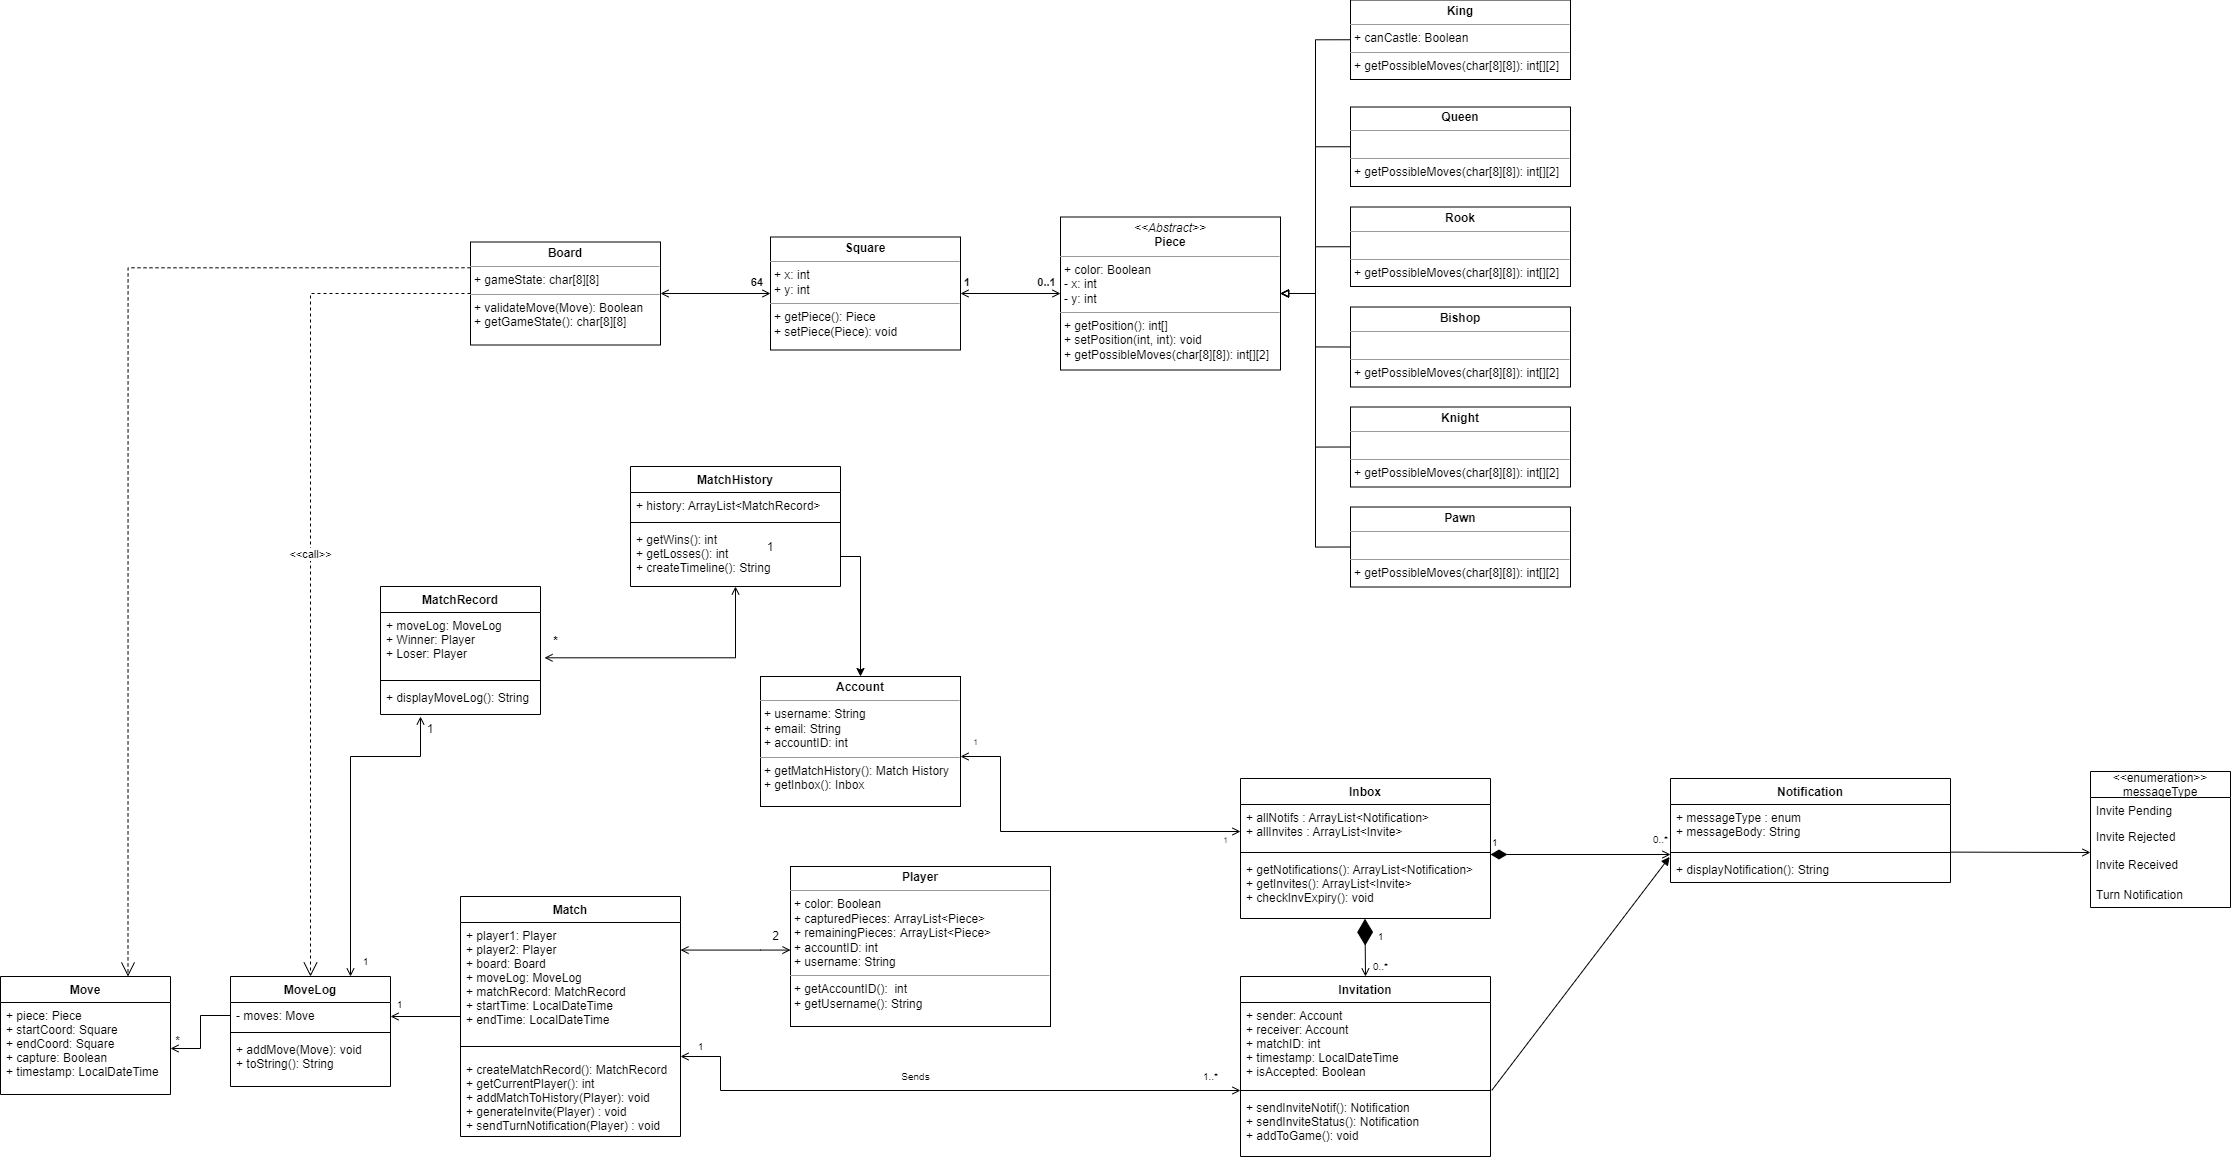 King
+ canCastle: Boolean
+ getPossibleMoves(char[8][8]): int[][2]
Queen
+ getPossibleMoves(char[8][8]): int[][2]
Rook
+ getPossibleMoves(char[8][8]): int[][2]
Bishop
+ getPossibleMoves(char[8][8]): int[][2]
Knight
+ getPossibleMoves(char[8][8]): int[][2]
Pawn
+ getPossibleMoves(char[8][8]): int[][2]
<<Abstract>>
Piece
+ color: Boolean
- x: int
- y: int
+ getPosition(): int[]
+ setPosition(int, int): void
+ getPossibleMoves(char[8][8]): int[][2]
1
0..1
Square
+ x: int
+ y: int
+ getPiece(): Piece
+ setPiece(Piece): void
64
Board
+ gameState: char[8][8]
+ validateMove(Move): Boolean
+ getGameState(): char[8][8]
<<call>>
MatchHistory
+ history: ArrayList<MatchRecord>
+ getWins(): int
+ getLosses(): int
+ createTimeline(): String
1
*
MatchRecord
+ moveLog: MoveLog
+ Winner: Player
+ Loser: Player
+ displayMoveLog(): String
1
1
Account
+ username: String
+ email: String
+ accountID: int
+ getMatchHistory(): Match History
+ getInbox(): Inbox
1
1
Inbox
+ allNotifs : ArrayList<Notification>
+ allInvites : ArrayList<Invite>
+ getNotifications(): ArrayList<Notification>
+ getInvites(): ArrayList<Invite>
+ checkInvExpiry(): void
1
0..*
Notification
+ messageType : enum
+ messageBody: String
+ displayNotification(): String
<<enumeration>>
messageType
Invite Pending
Invite Rejected
Invite Received
Turn Notification
1
0..*
Player
+ color: Boolean
+ capturedPieces: ArrayList<Piece>
+ remainingPieces: ArrayList<Piece>
+ accountID: int
+ username: String
+ getAccountID():  int
+ getUsername(): String
2
Match
+ player1: Player
+ player2: Player
+ board: Board
+ moveLog: MoveLog
+ matchRecord: MatchRecord
+ startTime: LocalDateTime
+ endTime: LocalDateTime
+ createMatchRecord(): MatchRecord
+ getCurrentPlayer(): int
+ addMatchToHistory(Player): void
+ generateInvite(Player) : void
+ sendTurnNotification(Player) : void
1
Sends
1..*
Invitation
+ sender: Account
+ receiver: Account
+ matchID: int
+ timestamp: LocalDateTime
+ isAccepted: Boolean
+ sendInviteNotif(): Notification
+ sendInviteStatus(): Notification
+ addToGame(): void
1
MoveLog
- moves: Move
+ addMove(Move): void
+ toString(): String
*
Move
+ piece: Piece
+ startCoord: Square
+ endCoord: Square
+ capture: Boolean
+ timestamp: LocalDateTime